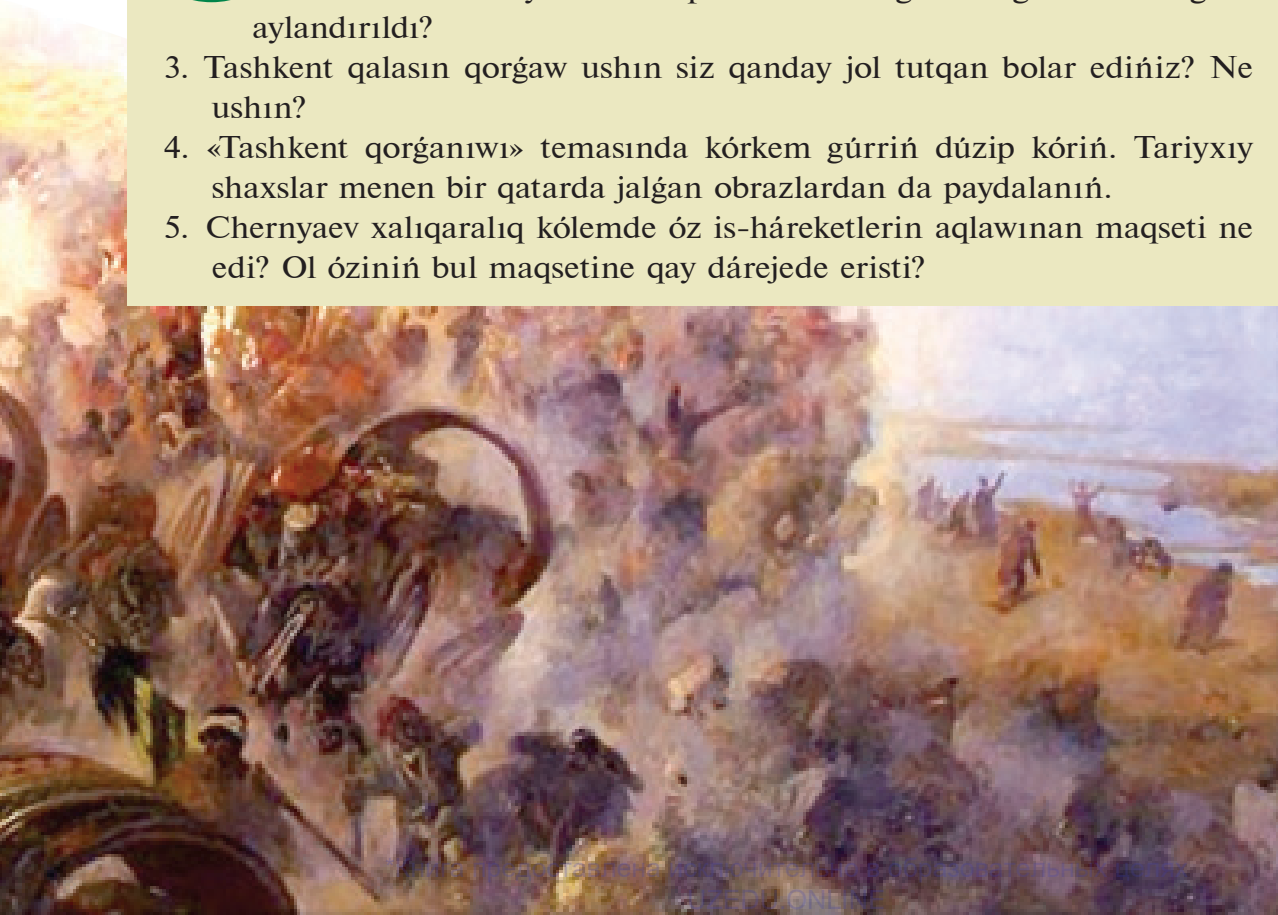 aylandırıldı?
3. Tashkent qalasın qorǵaw ushın siz qanday jol tutqan bolar edińiz? Ne
ushın?
4. «Tashkent qorǵanıwı» temasında kórkem gúrriń dúzip kóriń. Tariyxıy
shaxslar menen bir qatarda jalǵan obrazlardan da paydalanıń.
5. Chernyaev xalıqaralıq kólemde óz is-háreketlerin aqlawınan maqseti ne
edi? Ol óziniń bul maqsetine qay dárejede eristi?